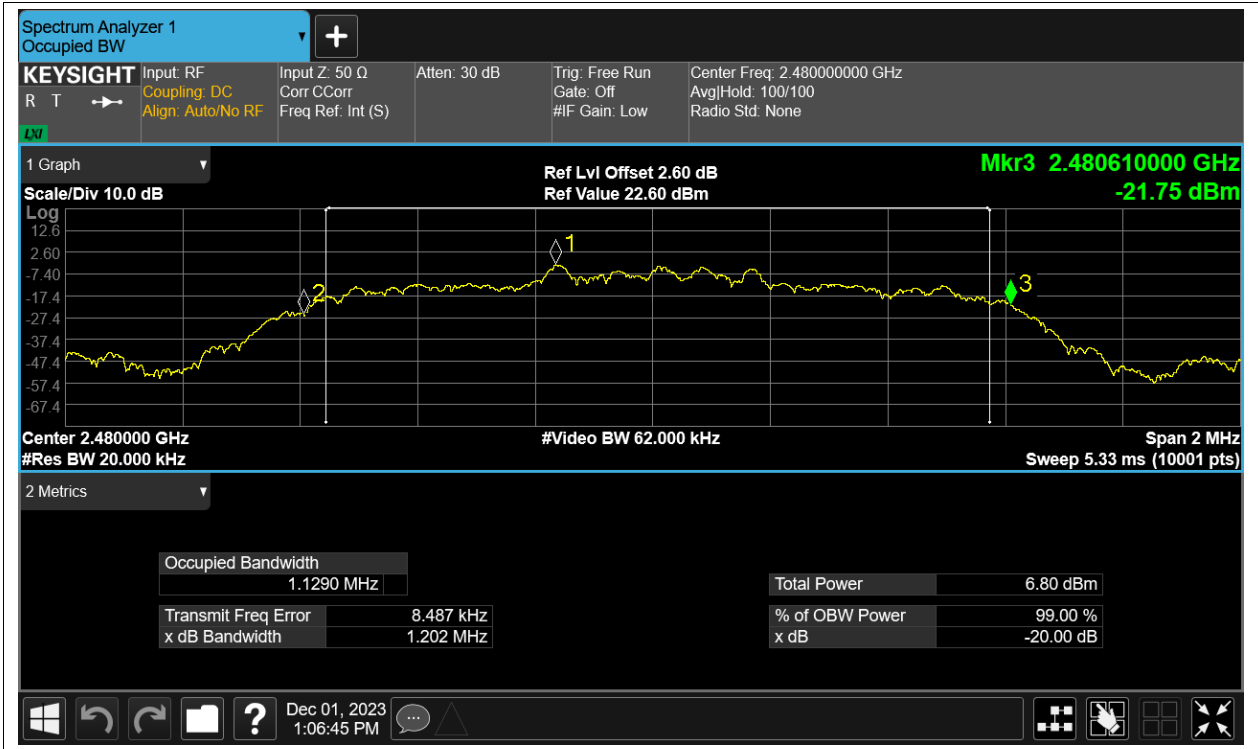 Spectrum Analyzer 1
Occupied BW
+
KEYSIGHT
R T
LXI
Input: RF
Coupling: DC
Align: Auto/No RF
Input Z: 50 Ω
Corr CCorr
Freq Ref: Int (S)
Atten: 30 dB
Trig: Free Run
Gate: Off
#IF Gain: Low
Center Freq: 2.480000000 GHz
Avg|Hold: 100/100
Radio Std: None
1 Graph
Scale/Div 10.0 dB
Ref Lvl Offset 2.60 dB
Ref Value 22.60 dBm
Mkr3 2.480610000 GHz
-21.75 dBm
Log
12.6
2.60
-7.40
-17.4
-27.4
-37.4
-47.4
-57.4
-67.4
1
2
3
Center 2.480000 GHz
#Res BW 20.000 kHz
#Video BW 62.000 kHz
Span 2 MHz
Sweep 5.33 ms (10001 pts)
2 Metrics
Occupied Bandwidth
1.1290 MHz
Transmit Freq Error 8.487 kHz
x dB Bandwidth 1.202 MHz
Total Power 6.80 dBm
% of OBW Power 99.00 %
x dB -20.00 dB
?
Dec 01, 2023
1:06:45 PM